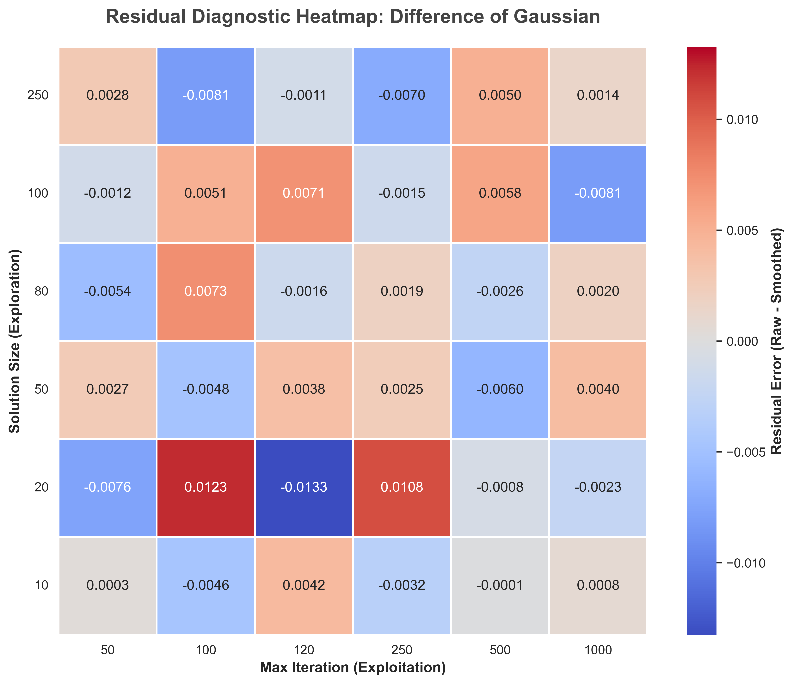 Residual Diagnostic Heatmap: Difference of Gaussian
Solution Size (Exploration)
250 0.0028 -0.0081 -0.0011 -0.0070 0.0050 0.0014
100 -0.0012 0.0051 0.0071 -0.0015 0.0058 -0.0081
80 -0.0054 0.0073 -0.0016 0.0019 -0.0026 0.0020
50 0.0027 -0.0048 0.0038 0.0025 -0.0060 0.0040
20 -0.0076 0.0123 -0.0133 0.0108 -0.0008 -0.0023
10 0.0003 -0.0046 0.0042 -0.0032 -0.0001 0.0008
50 100 120 250 500 1000
Max Iteration (Exploitation)
0.010
0.005
0.000
−0.005
−0.010
Residual Error (Raw - Smoothed)